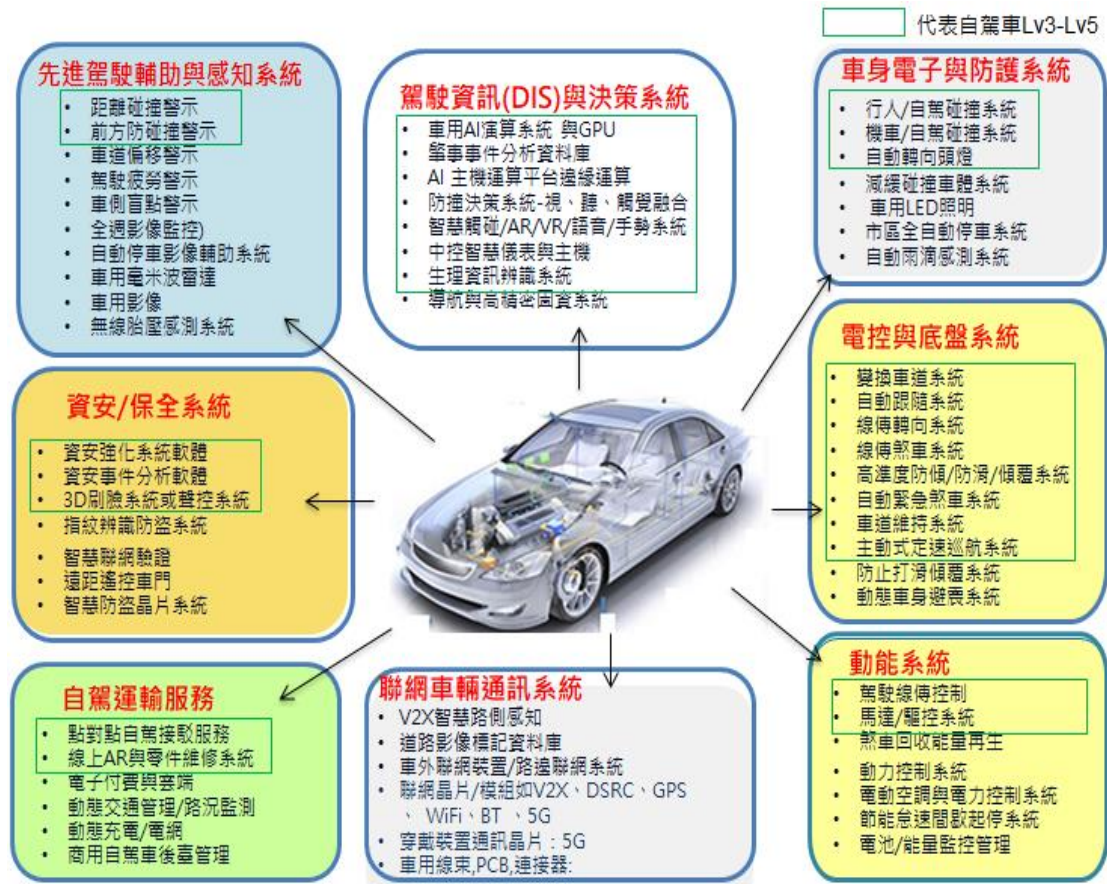 代表自駕車Lv3-Lv5
先進駕駛輔助與感知系統
• 距離碰撞警示
• 前方防碰撞警示
• 車道偏移警示
• 駕駛疲勞警示
• 車側盲點警示
• 全週影像監控)
• 自動停車影像輔助系統
• 車用毫米波雷達
• 車用影像
• 無線胎壓感測系統
駕駛資訊(DIS)與決策系統
• 車用AI演算系統 與GPU
• 肇事事件分析資料庫
• AI 主機運算平台邊緣運算
• 防撞決策系統-視、聽、觸覺融合
• 智慧觸碰/AR/VR/語音/手勢系統
• 中控智慧儀表與主機
• 生理資訊辨識系統
• 導航與高精密圖資系統
車身電子與防護系統
• 行人/自駕碰撞系統
• 機車/自駕碰撞系統
• 自動轉向頭燈
• 減緩碰撞車體系統
• 車用LED照明
• 市區全自動停車系統
• 自動雨滴感測系統
資安/保全系統
• 資安強化系統軟體
• 資安事件分析軟體
• 3D刷臉系統或聲控系統
• 指紋辨識防盜系統
• 智慧聯網驗證
• 遠距遙控車門
• 智慧防盜晶片系統
電控與底盤系統
• 變換車道系統
• 自動跟隨系統
• 線傳轉向系統
• 線傳煞車系統
• 高準度防傾/防滑/傾覆系統
• 自動緊急煞車系統
• 車道維持系統
• 主動式定速巡航系統
• 防止打滑傾覆系統
• 動態車身避震系統
自駕運輸服務
• 點對點自駕接駁服務
• 線上AR與零件維修系統
• 電子付費與雲端
• 動態交通管理/路況監測
• 動態充電/電網
• 商用自駕車後臺管理
聯網車輛通訊系統
• V2X智慧路側感知
• 道路影像標記資料庫
• 車外聯網裝置/路邊聯網系統
• 聯網晶片/模組如V2X、DSRC、GPS
、WiFi、BT 、5G
• 穿戴裝置通訊晶片：5G
• 車用線束,PCB,連接器:
動能系統
• 駕駛線傳控制
• 馬達/驅控系統
• 煞車回收能量再生
• 動力控制系統
• 電動空調與電力控制系統
• 節能怠速間歇起停系統
• 電池/能量監控管理